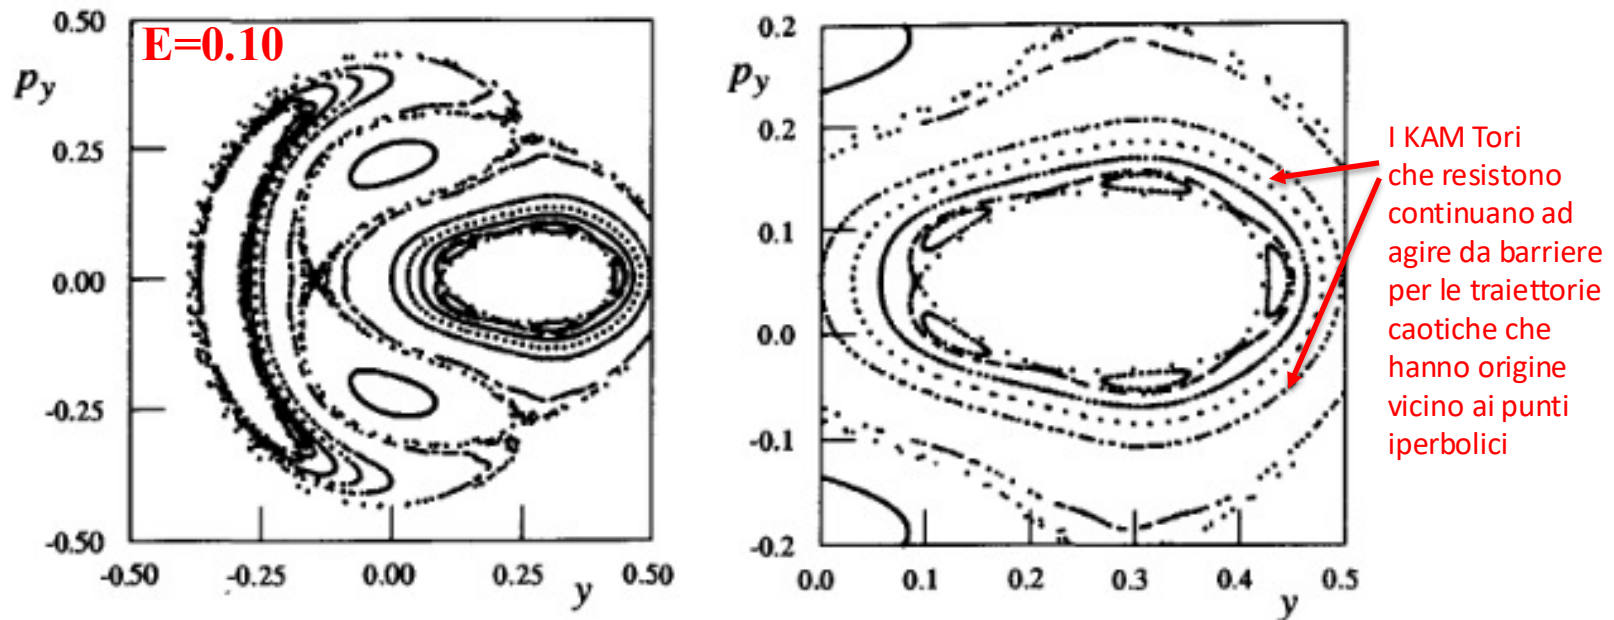 E=0.10
0.50
p_y
0.25
0.00
-0.25
-0.50
-0.50
-0.25
0.00
0.25
0.50
y
0.2
p_y
0.2
0.1
0.0
-0.1
-0.2
0.0
0.1
0.2
0.3
0.4
0.5
y
I KAM Tori
che resistono
continuano ad
agire da barriere
per le traiettorie
caotiche che
hanno origine
vicino ai punti
iperbolici